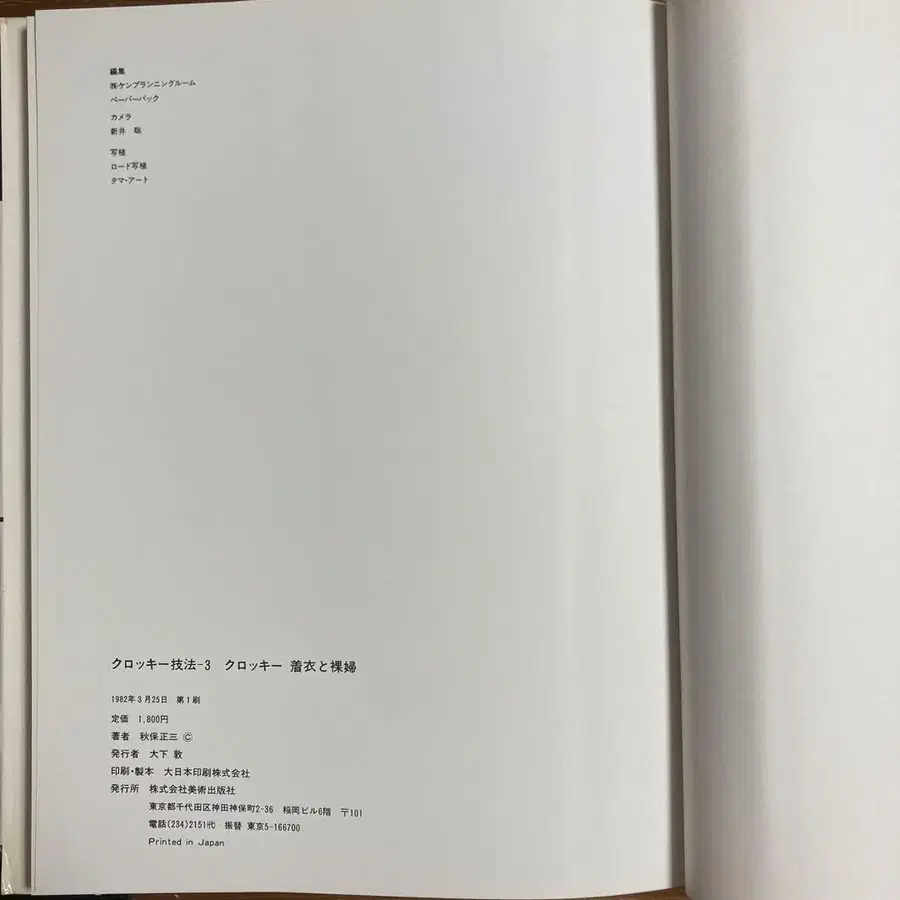 編集
㈱ケンプランニングルーム
ペーパーバック
カメラ
新井 聡
写植
ロード写植
タマ・アート
クロッキー技法-3 クロッキー 着衣と裸婦
1982年3月25日 第1刷
定価 1,800円
著者 秋保正三 ©
発行者 大下 敦
印刷・製本 大日本印刷株式会社
発行所 株式会社美術出版社
東京都千代田区神田神保町2-36 稲岡ビル6階 〒101
電話(234)2151㈹ 振替 東京5-166700
Printed in Japan